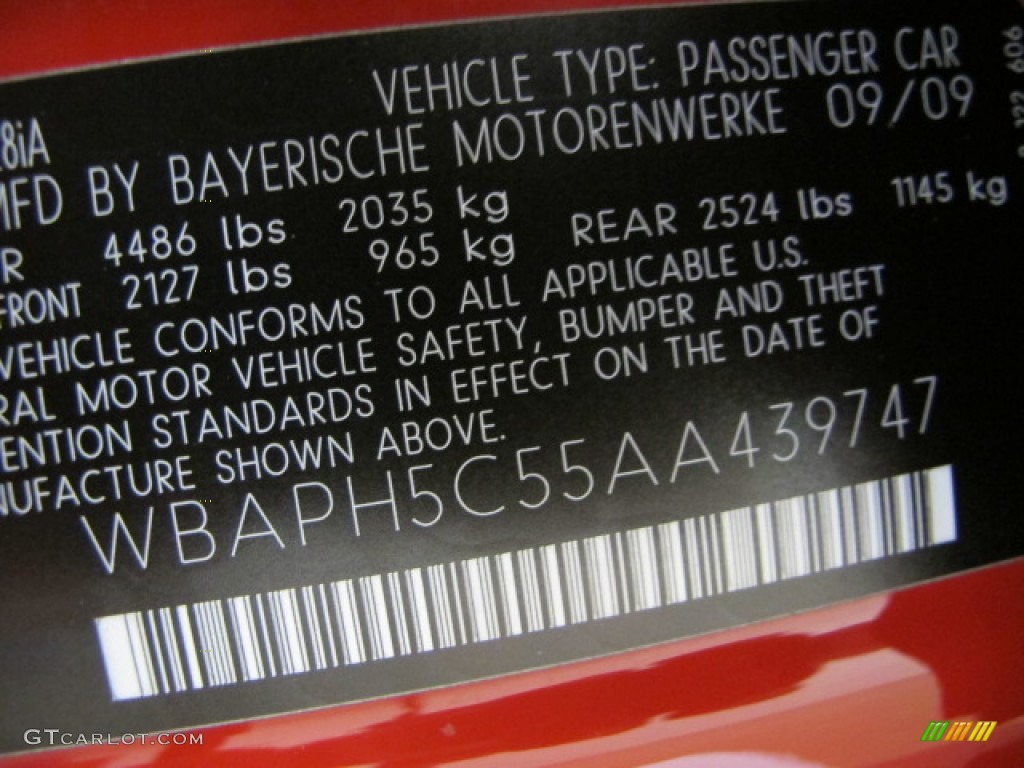 VEHICLE TYPE: PASSENGER CAR
8iA
MFD BY BAYERISCHE MOTORENWERKE 09/09
R 4486 lbs 2035 kg
FRONT 2127 lbs 965 kg REAR 2524 lbs 1145 kg
VEHICLE CONFORMS TO ALL APPLICABLE U.S.
RAL MOTOR VEHICLE SAFETY, BUMPER AND THEFT
ENTION STANDARDS IN EFFECT ON THE DATE OF
NUFACTURE SHOWN ABOVE.
WBAPH5C55AA439747
606
GTCARLOT.COM